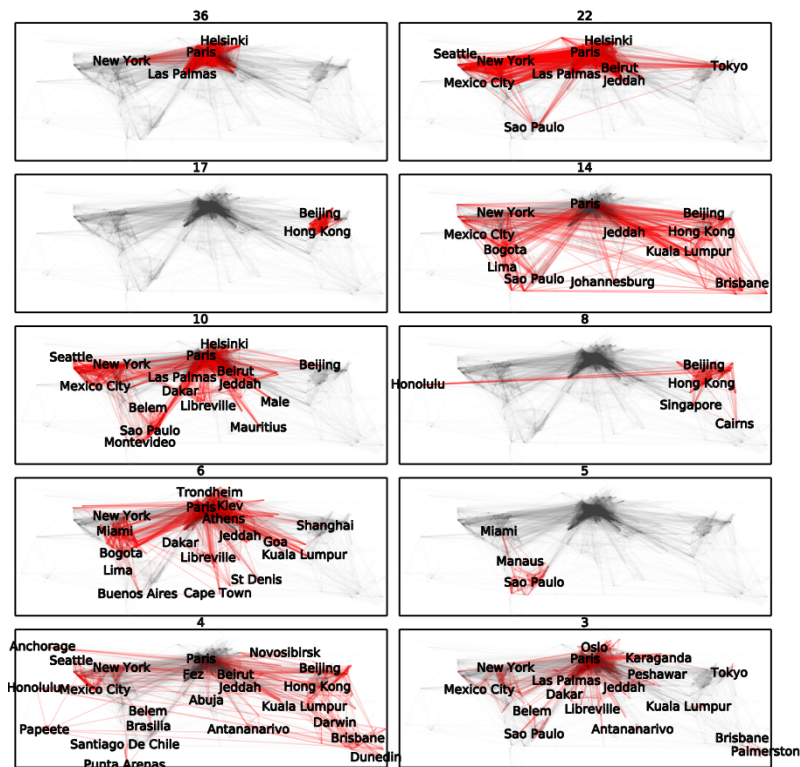 36
Helsinki
Paris
New York
Las Palmas
22
Helsinki
Seattle
Paris
New York
Tokyo
Las Palmas
Beirut
Mexico City
Jeddah
Sao Paulo
17
Beijing
Hong Kong
14
Paris
New York
Beijing
Mexico City
Jeddah
Hong Kong
Bogota
Kuala Lumpur
Lima
Sao Paulo
Johannesburg
Brisbane
10
Helsinki
Seattle
Paris
New York
Beijing
Las Palmas
Beirut
Mexico City
Jeddah
Dakar
Belem
Libreville
Male
Sao Paulo
Mauritius
Montevideo
8
Beijing
Honolulu
Hong Kong
Singapore
Cairns
6
Trondheim
Paris
Kiev
New York
Athens
Miami
Shanghai
Jeddah
Dakar
Goa
Bogota
Libreville
Kuala Lumpur
Lima
St Denis
Buenos Aires
Cape Town
5
Miami
Manaus
Sao Paulo
4
Anchorage
Novosibirsk
Seattle
Paris
New York
Beijing
Fez
Beirut
Honolulu
Mexico City
Jeddah
Hong Kong
Abuja
Kuala Lumpur
Belem
Papeete
Brasilia
Antananarivo
Darwin
Santiago De Chile
Brisbane
Punta Arenas
Dunedin
3
Oslo
Paris
Karaganda
New York
Peshawar
Tokyo
Las Palmas
Mexico City
Jeddah
Dakar
Belem
Libreville
Kuala Lumpur
Sao Paulo
Antananarivo
Brisbane
Palmerston